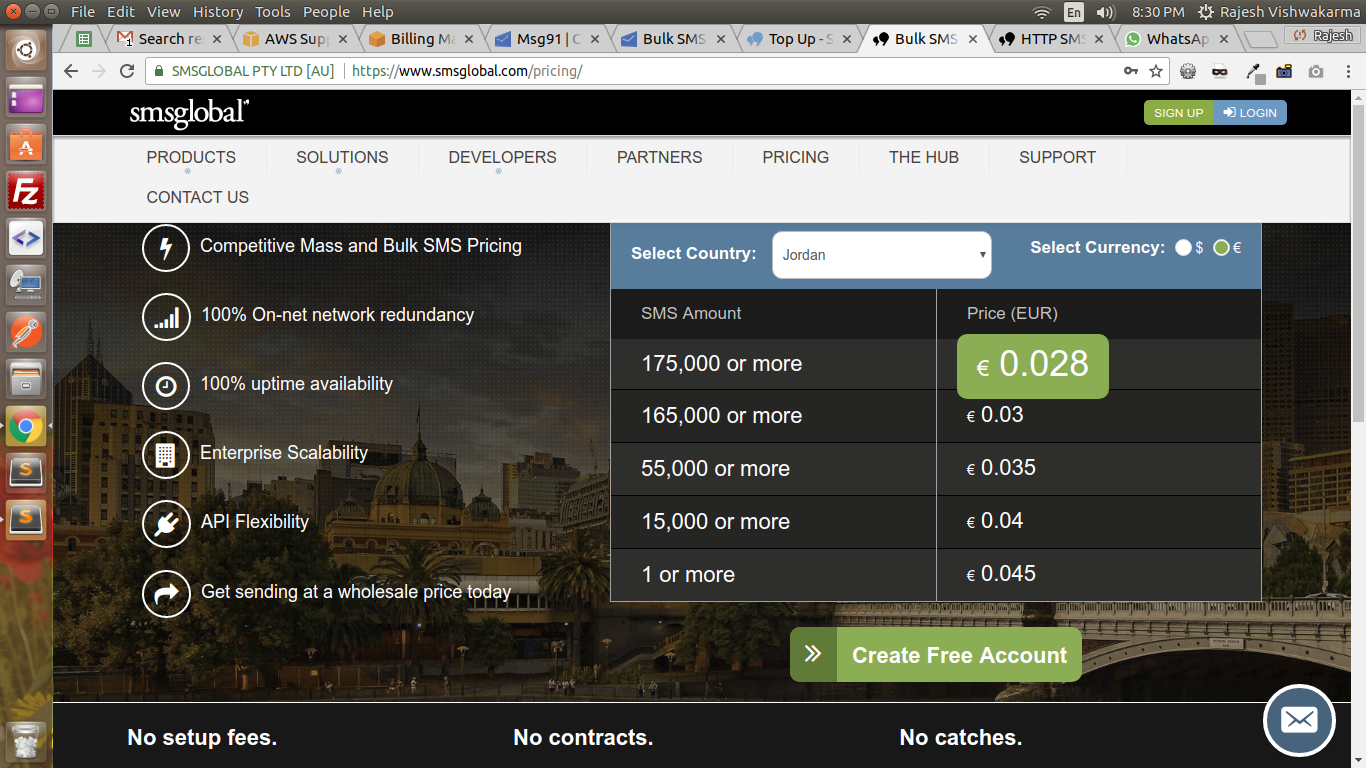 File Edit View History Tools People Help
En 8:30 PM Rajesh Vishwakarma
Search re
AWS Sup
Billing Ma
Msg91 | C
Bulk SMS
Top Up - S
Bulk SMS
HTTP SMS
WhatsAp
Rajesh
SMSGLOBAL PTY LTD [AU] https://www.smsglobal.com/pricing/
smsglobal
SIGN UP
LOGIN
PRODUCTS SOLUTIONS DEVELOPERS PARTNERS PRICING THE HUB SUPPORT
CONTACT US
Competitive Mass and Bulk SMS Pricing
100% On-net network redundancy
100% uptime availability
Enterprise Scalability
API Flexibility
Get sending at a wholesale price today
Select Country: Jordan Select Currency: $ €
SMS Amount Price (EUR)
175,000 or more € 0.028
165,000 or more € 0.03
55,000 or more € 0.035
15,000 or more € 0.04
1 or more € 0.045
Create Free Account
No setup fees. No contracts. No catches.